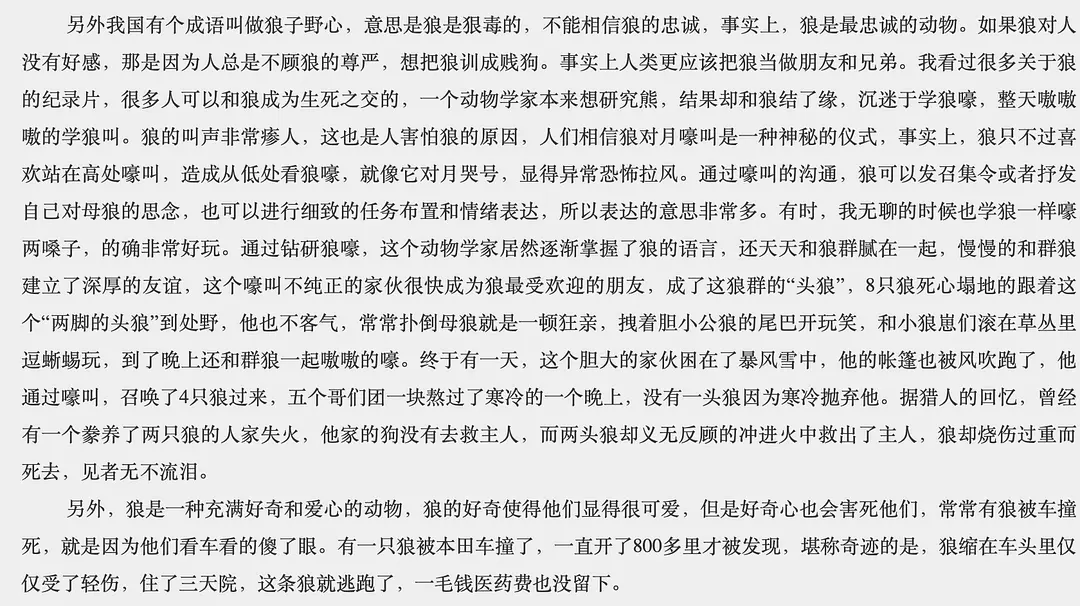 另外我国有个成语叫做狼子野心，意思是狼是狠毒的，不能相信狼的忠诚，事实上，狼是最忠诚的动物。如果狼对人
没有好感，那是因为人总是不顾狼的尊严，想把狼训成贱狗。事实上人类更应该把狼当做朋友和兄弟。我看过很多关于狼
的纪录片，很多人可以和狼成为生死之交的，一个动物学家本来想研究熊，结果却和狼结了缘，沉迷于学狼嚎，整天嗷嗷
嗷的学狼叫。狼的叫声非常瘆人，这也是人害怕狼的原因，人们相信狼对月嚎叫是一种神秘的仪式，事实上，狼只不过喜
欢站在高处嚎叫，造成从低处看狼嚎，就像它对月哭号，显得异常恐怖拉风。通过嚎叫的沟通，狼可以发召集令或者抒发
自己对母狼的思念，也可以进行细致的任务布置和情绪表达，所以表达的意思非常多。有时，我无聊的时候也学狼一样嚎
两嗓子，的确非常好玩。通过钻研狼嚎，这个动物学家居然逐渐掌握了狼的语言，还天天和狼群腻在一起，慢慢的和群狼
建立了深厚的友谊，这个嚎叫不纯正的家伙很快成为狼最受欢迎的朋友，成了这狼群的“头狼”，8只狼死心塌地的跟着这
个“两脚的头狼”到处野，他也不客气，常常扑倒母狼就是一顿狂亲，拽着胆小公狼的尾巴开玩笑，和小狼崽们滚在草丛里
逗蜥蜴玩，到了晚上还和群狼一起嗷嗷的嚎。终于有一天，这个胆大的家伙困在了暴风雪中，他的帐篷也被风吹跑了，他
通过嚎叫，召唤了4只狼过来，五个哥们团一块熬过了寒冷的一个晚上，没有一头狼因为寒冷抛弃他。据猎人的回忆，曾经
有一个豢养了两只狼的人家失火，他家的狗没有去救主人，而两头狼却义无反顾的冲进火中救出了主人，狼却烧伤过重而
死去，见者无不流泪。
另外，狼是一种充满好奇和爱心的动物，狼的好奇使得他们显得很可爱，但是好奇心也会害死他们，常常有狼被车撞
死，就是因为他们看车看的傻了眼。有一只狼被本田车撞了，一直开了800多里才被发现，堪称奇迹的是，狼缩在车头里仅
仅受了轻伤，住了三天院，这条狼就逃跑了，一毛钱医药费也没留下。